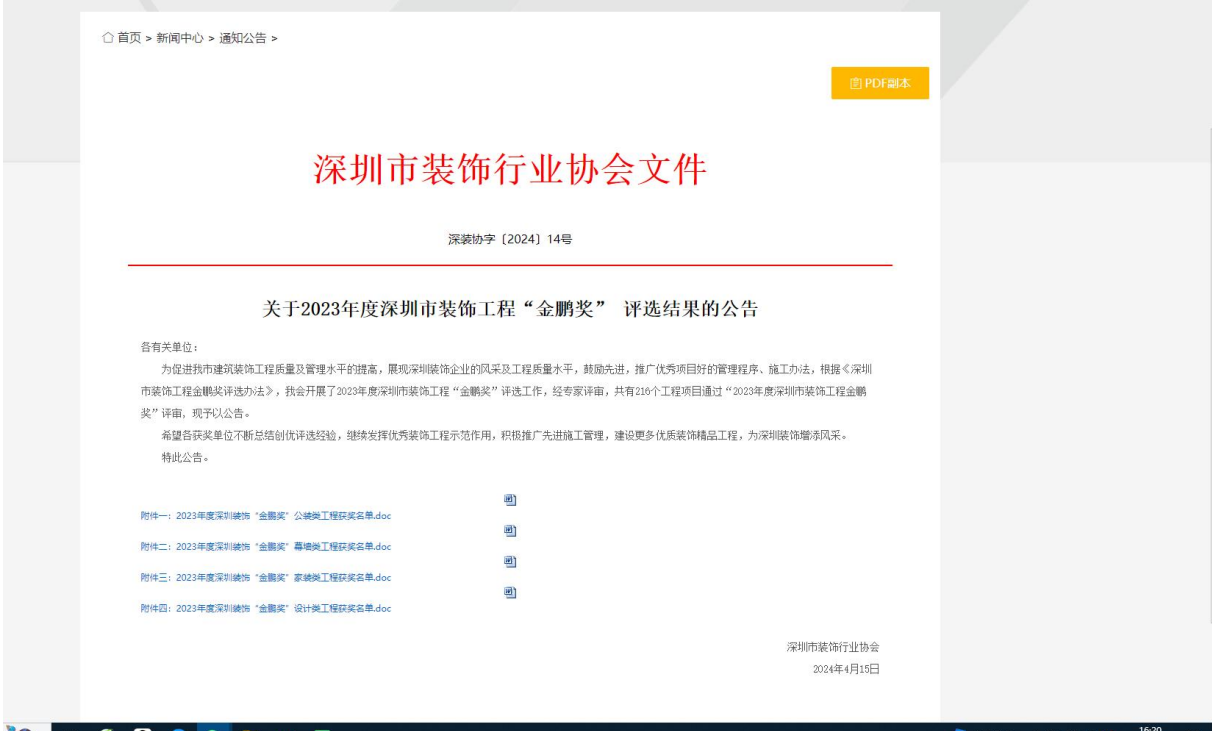 首页 > 新闻中心 > 通知公告 >
PDF副本
深圳市装饰行业协会文件
深装协字〔2024〕14号
关于2023年度深圳市装饰工程“金鹏奖” 评选结果的公告
各有关单位：
为促进我市建筑装饰工程质量及管理水平的提高，展现深圳装饰企业的风采及工程质量水平，鼓励先进，推广优秀项目好的管理程序、施工办法，根据《深圳
市装饰工程金鹏奖评选办法》，我会开展了2023年度深圳市装饰工程“金鹏奖”评选工作，经专家评审，共有216个工程项目通过“2023年度深圳市装饰工程金鹏
奖”评审，现予以公告。
希望各获奖单位不断总结创优评选经验，继续发挥优秀装饰工程示范作用，积极推广先进施工管理，建设更多优质装饰精品工程，为深圳装饰增添风采。
特此公告。
附件一：2023年度深圳装饰“金鹏奖”公装类工程获奖名单.doc
附件二：2023年度深圳装饰“金鹏奖”幕墙类工程获奖名单.doc
附件三：2023年度深圳装饰“金鹏奖”家装类工程获奖名单.doc
附件四：2023年度深圳装饰“金鹏奖”设计类工程获奖名单.doc
深圳市装饰行业协会
2024年4月15日
16:20